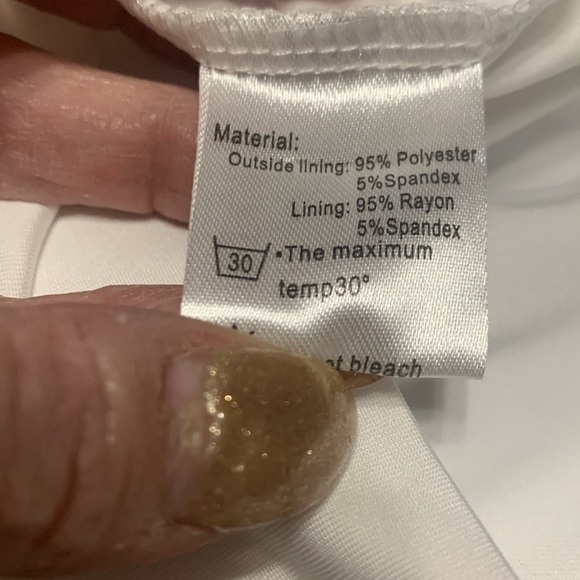 Material:
Outside lining: 95% Polyester
5%Spandex
Lining: 95% Rayon
5%Spandex
30 •The maximum
temp30°
bleach